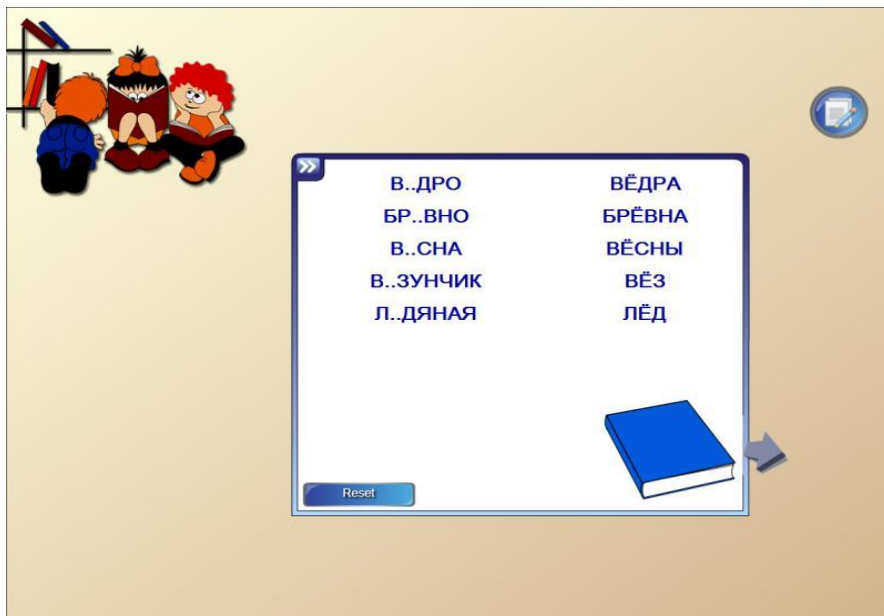 В..ДРО ВЁДРА
БР..ВНО БРЁВНА
В..СНА ВЁСНЫ
В..ЗУНЧИК ВЁЗ
Л..ДЯНАЯ ЛЁД
Reset